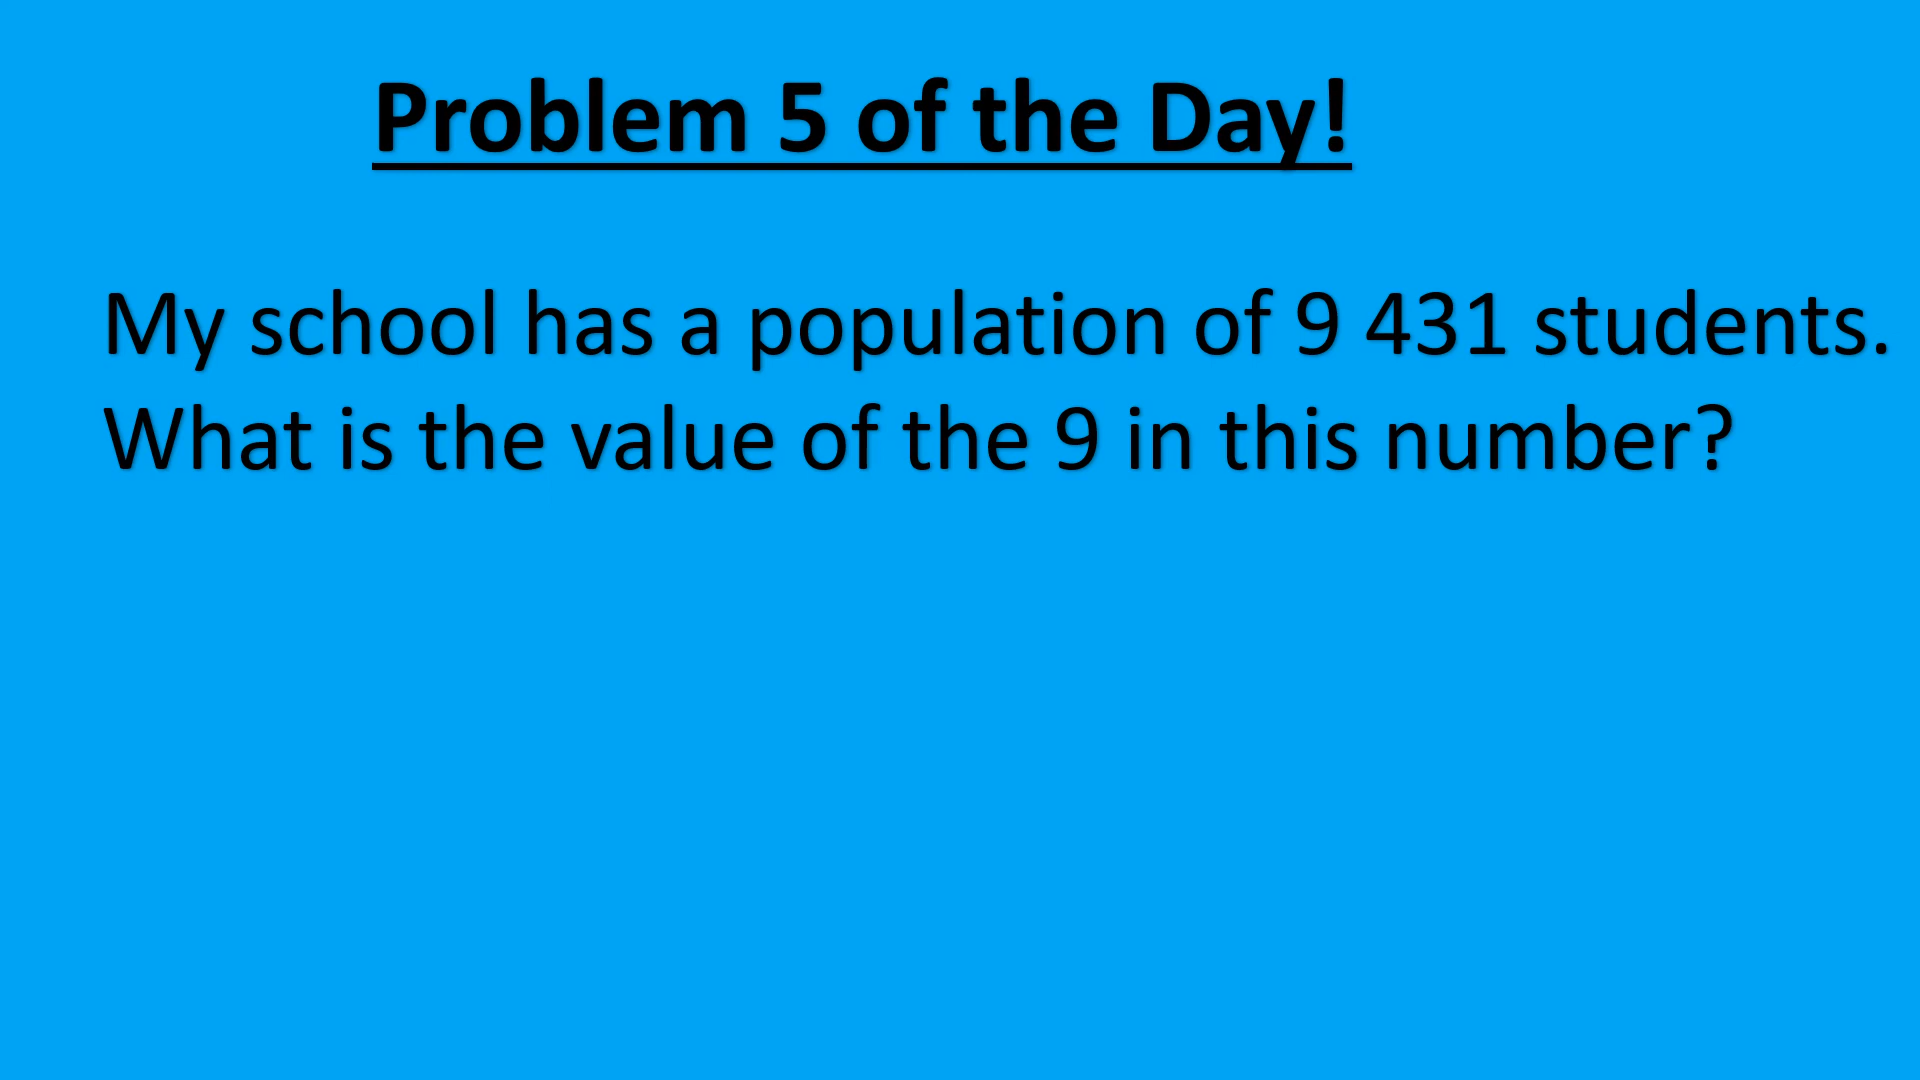 Problem 5 of the Day!
My school has a population of 9 431 students.
What is the value of the 9 in this number?